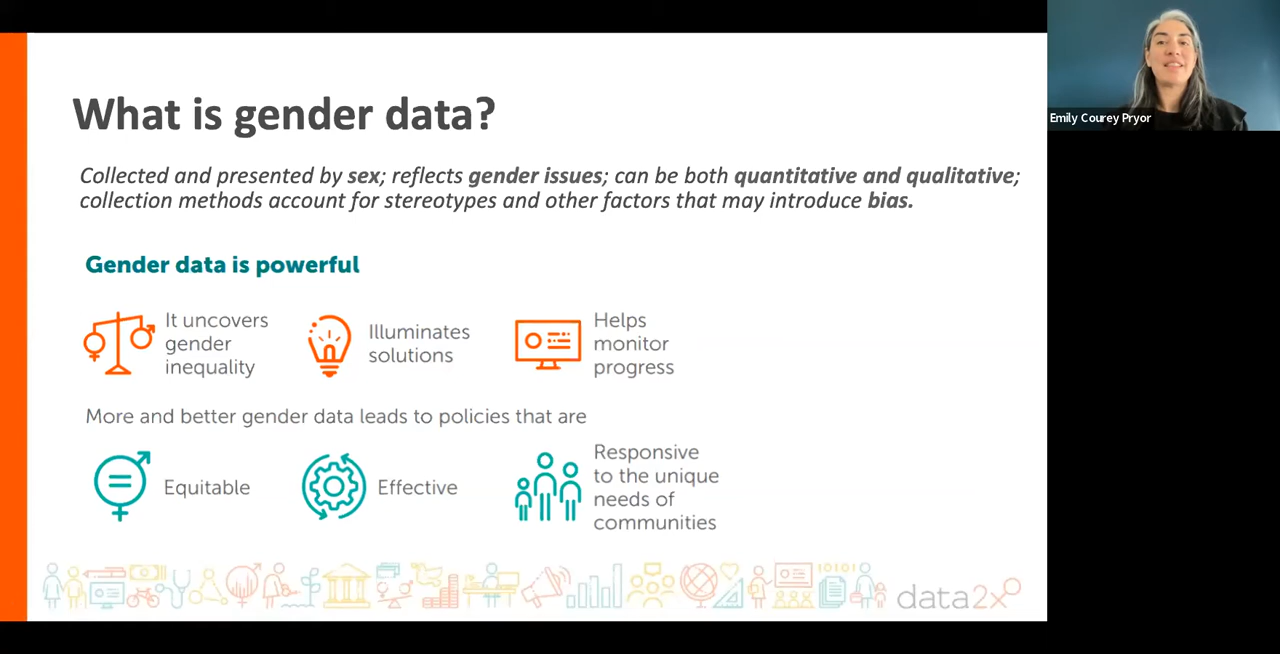 What is gender data?
Collected and presented by sex; reflects gender issues; can be both quantitative and qualitative;
collection methods account for stereotypes and other factors that may introduce bias.
Gender data is powerful
It uncovers
gender
inequality
Illuminates
solutions
Helps
monitor
progress
More and better gender data leads to policies that are
Equitable
Effective
Responsive
to the unique
needs of
communities
10101
data2x
Emily Courey Pryor